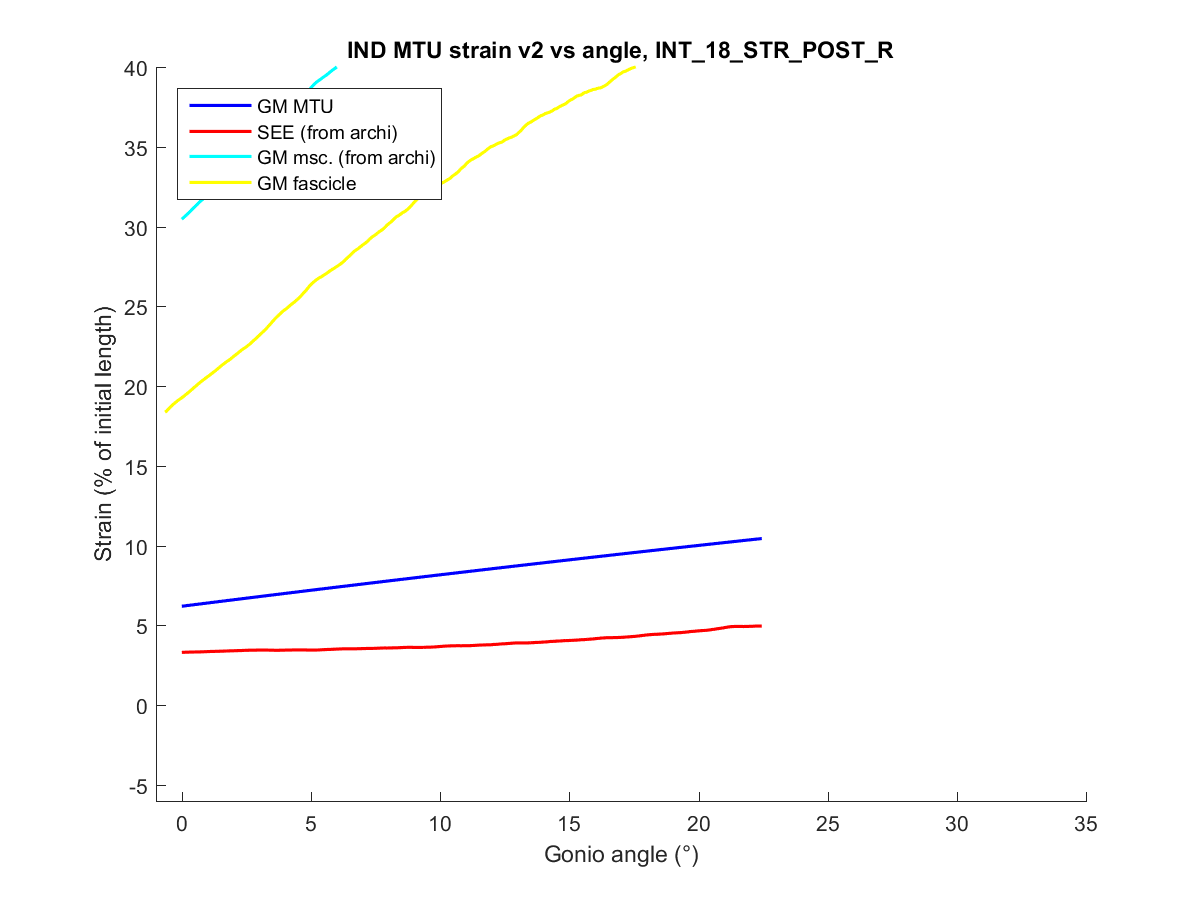 IND MTU strain v2 vs angle, INT_18_STR_POST_R
40
35
30
25
20
15
10
5
0
-5
Strain (% of initial length)
GM MTU
SEE (from archi)
GM msc. (from archi)
GM fascicle
0 5 10 15 20 25 30 35
Gonio angle (°)